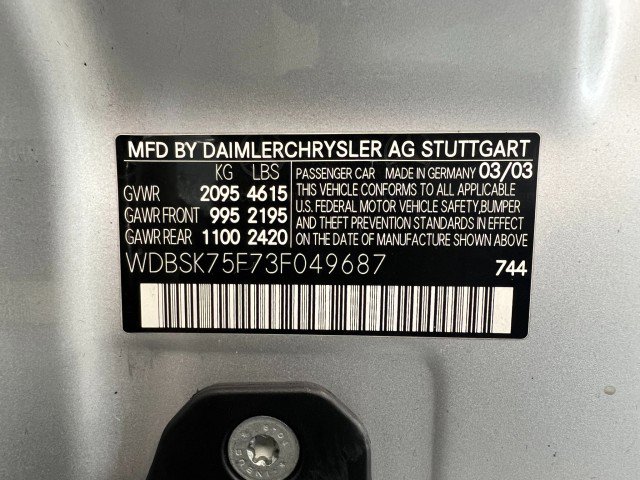 MFD BY DAIMLERCHRYSLER AG STUTTGART
KG LBS PASSENGER CAR MADE IN GERMANY 03/03
GVWR 2095 4615 THIS VEHICLE CONFORMS TO ALL APPLICABLE
U.S. FEDERAL MOTOR VEHICLE SAFETY,BUMPER
GAWR FRONT 995 2195 AND THEFT PREVENTION STANDARDS IN EFFECT
GAWR REAR 1100 2420 ON THE DATE OF MANUFACTURE SHOWN ABOVE
WDBSK75F73F049687 744